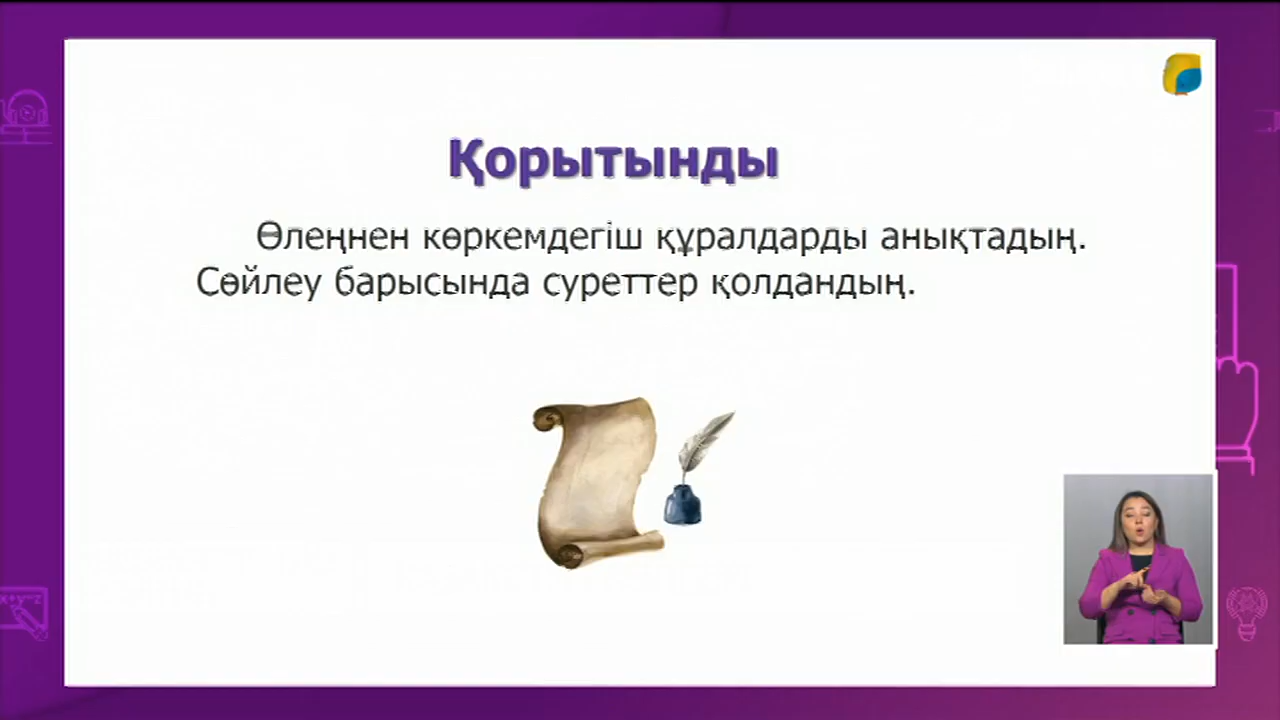 Қорытынды
Өлеңнен көркемдегіш құралдарды анықтадың.
Сөйлеу барысында суреттер қолдандың.
x+y=z